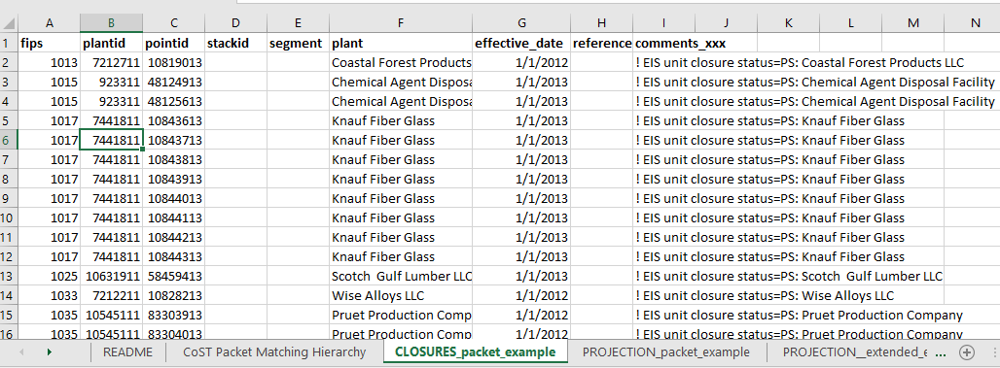 A B C D E F G H I J K L M N
1 fips plantid pointid stackid segment plant effective_date reference comments_xxx
2 1013 7212711 10819013 Coastal Forest Products 1/1/2012 ! EIS unit closure status=PS: Coastal Forest Products LLC
3 1015 923311 48124913 Chemical Agent Disposa 1/1/2013 ! EIS unit closure status=PS: Chemical Agent Disposal Facility
4 1015 923311 48125613 Chemical Agent Disposa 1/1/2013 ! EIS unit closure status=PS: Chemical Agent Disposal Facility
5 1017 7441811 10843613 Knauf Fiber Glass 1/1/2013 ! EIS unit closure status=PS: Knauf Fiber Glass
6 1017 7441811 10843713 Knauf Fiber Glass 1/1/2013 ! EIS unit closure status=PS: Knauf Fiber Glass
7 1017 7441811 10843813 Knauf Fiber Glass 1/1/2013 ! EIS unit closure status=PS: Knauf Fiber Glass
8 1017 7441811 10843913 Knauf Fiber Glass 1/1/2013 ! EIS unit closure status=PS: Knauf Fiber Glass
9 1017 7441811 10844013 Knauf Fiber Glass 1/1/2013 ! EIS unit closure status=PS: Knauf Fiber Glass
10 1017 7441811 10844113 Knauf Fiber Glass 1/1/2013 ! EIS unit closure status=PS: Knauf Fiber Glass
11 1017 7441811 10844213 Knauf Fiber Glass 1/1/2013 ! EIS unit closure status=PS: Knauf Fiber Glass
12 1017 7441811 10844313 Knauf Fiber Glass 1/1/2013 ! EIS unit closure status=PS: Knauf Fiber Glass
13 1025 10631911 58459413 Scotch Gulf Lumber LLC 1/1/2013 ! EIS unit closure status=PS: Scotch Gulf Lumber LLC
14 1033 7212211 10828213 Wise Alloys LLC 1/1/2012 ! EIS unit closure status=PS: Wise Alloys LLC
15 1035 10545111 83303913 Pruet Production Comp 1/1/2012 ! EIS unit closure status=PS: Pruet Production Company
16 1035 10545111 83304013 Pruet Production Comp 1/1/2012 ! EIS unit closure status=PS: Pruet Production Company
README CoST Packet Matching Hierarchy CLOSURES_packet_example PROJECTION_packet_example PROJECTION__extended_e ...